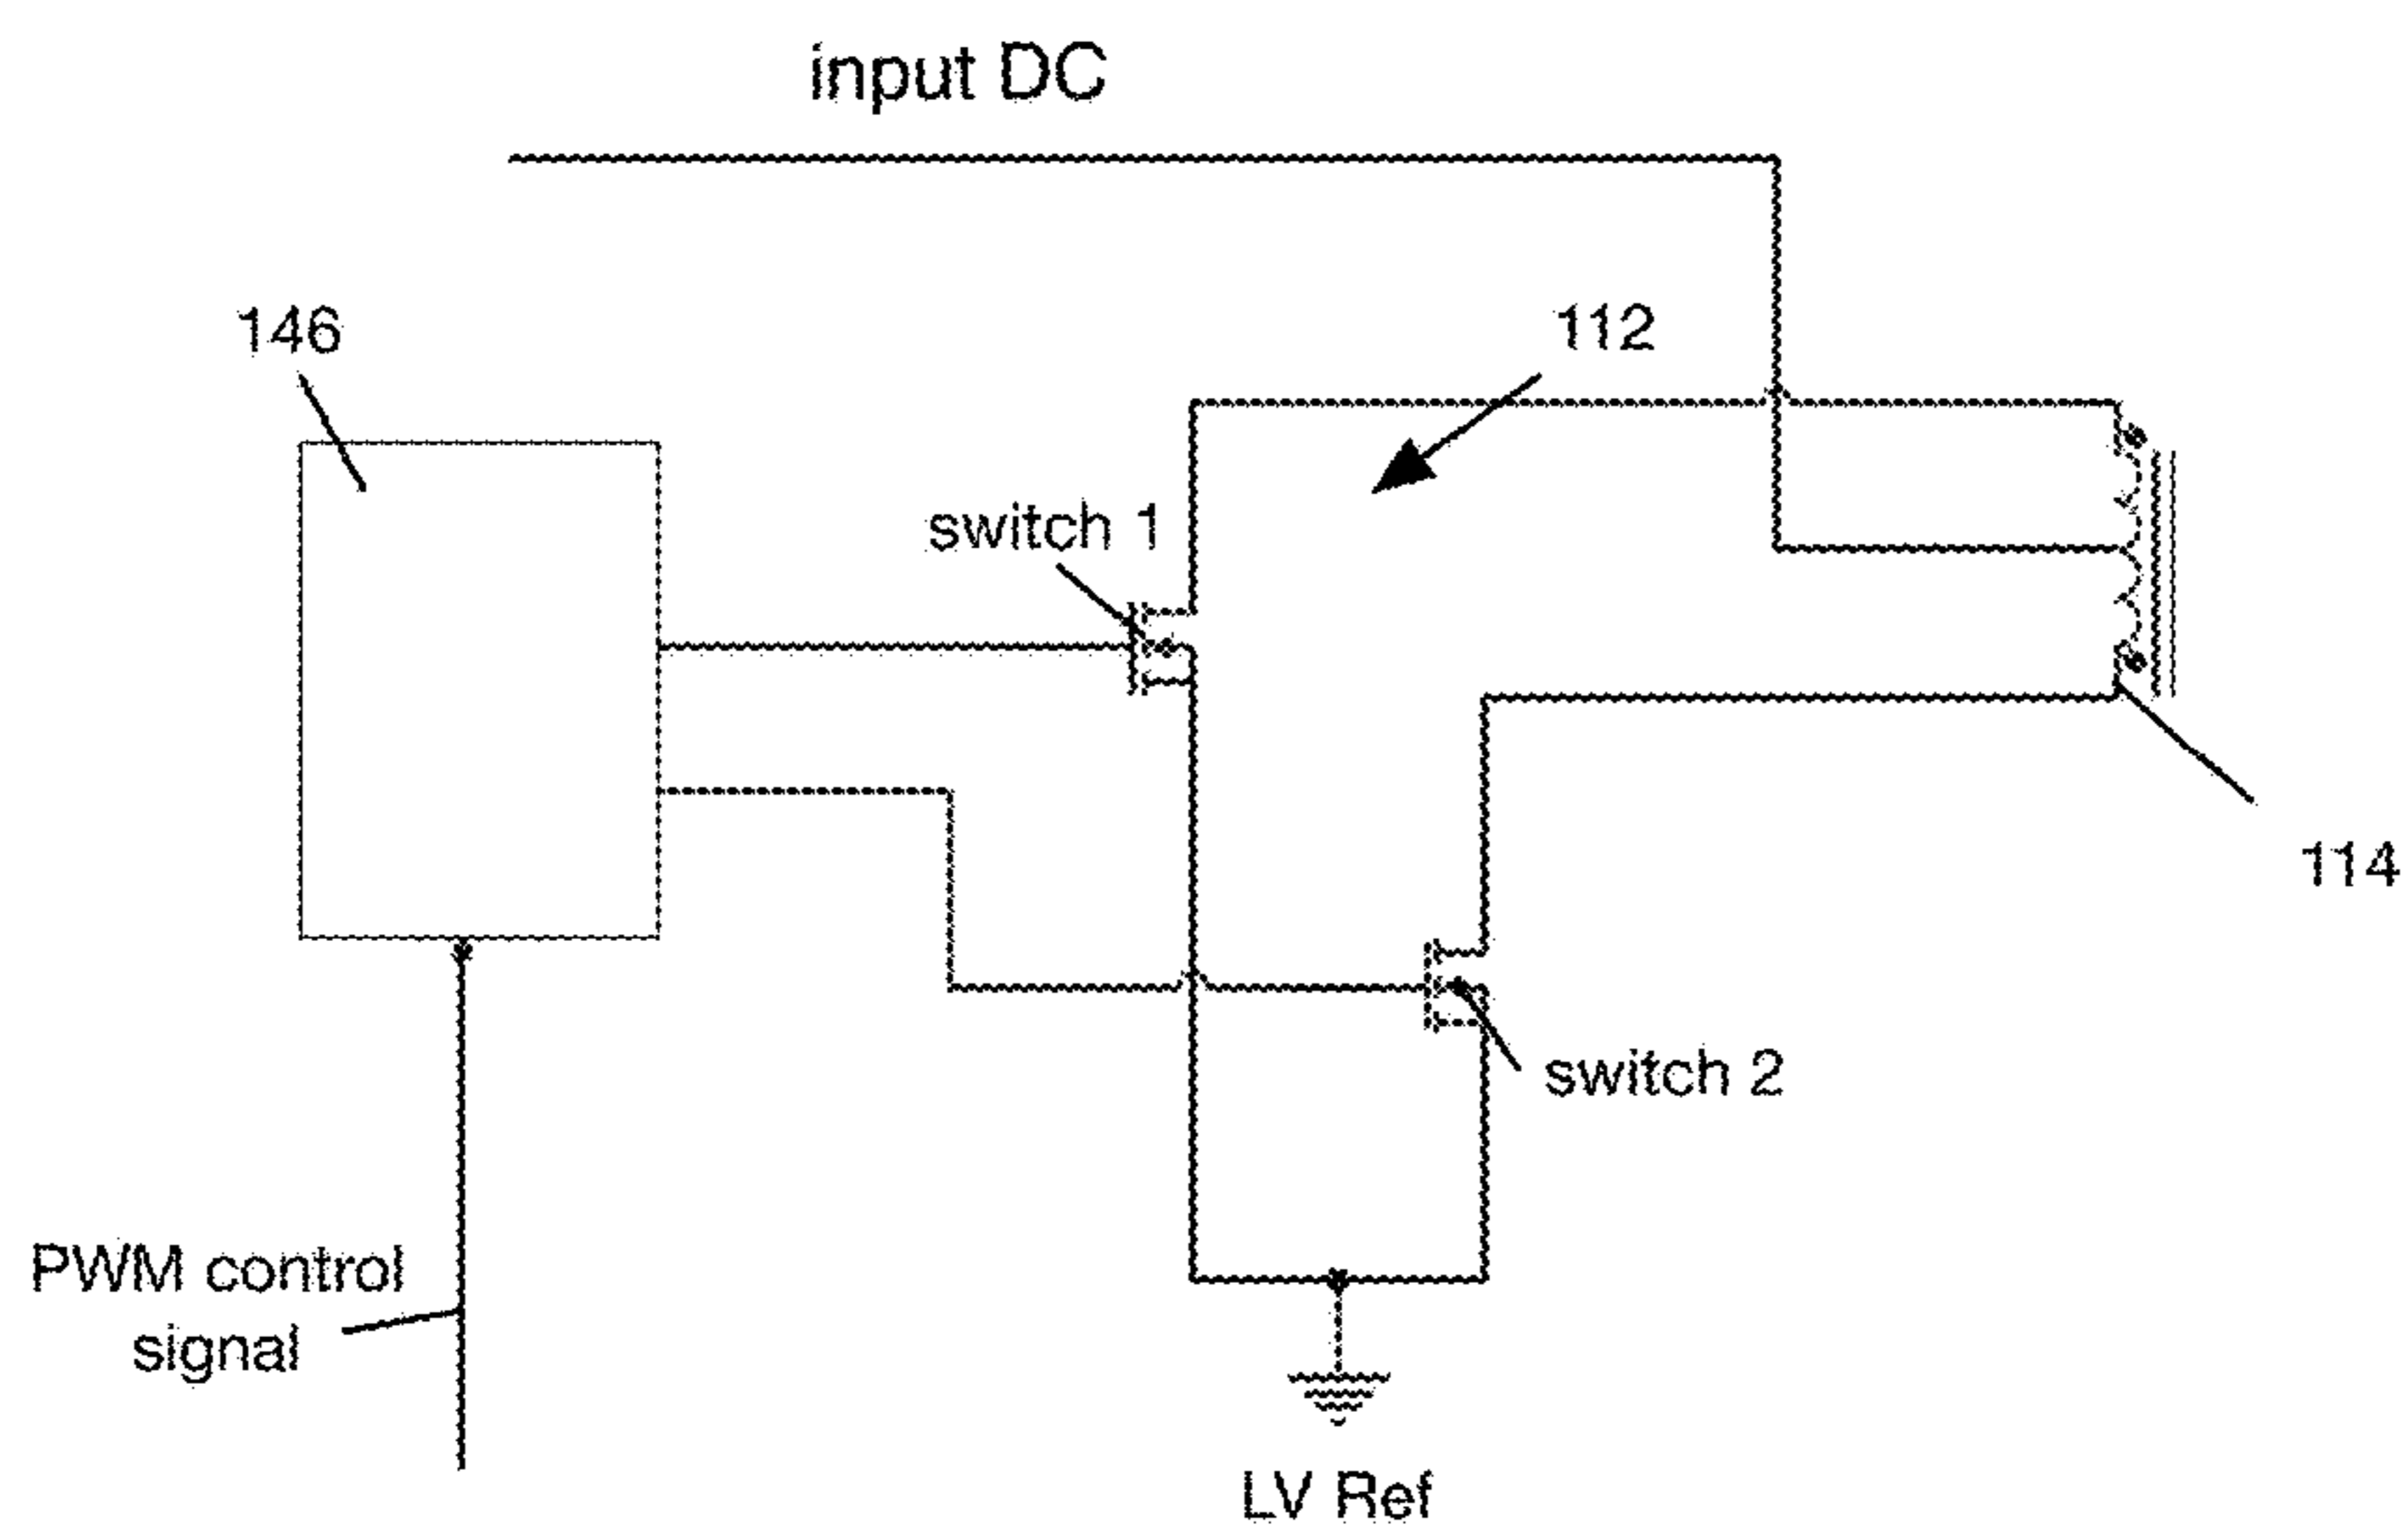 input DC
146
112
switch 1
114
switch 2
PWM control
signal
LV Ref